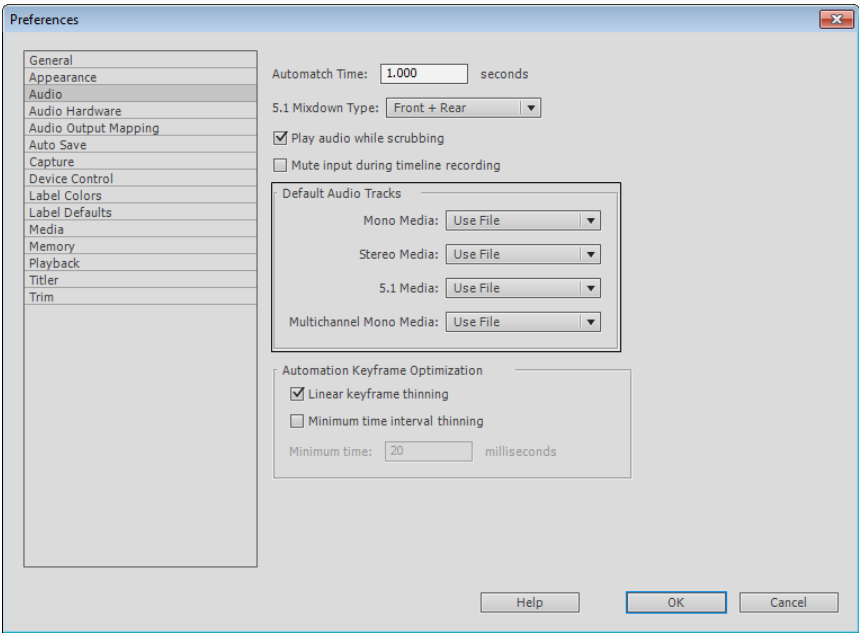 Preferences
General
Appearance
Audio
Audio Hardware
Audio Output Mapping
Auto Save
Capture
Device Control
Label Colors
Label Defaults
Media
Memory
Playback
Titler
Trim
Automatch Time: 1.000 seconds
5.1 Mixdown Type: Front + Rear
Play audio while scrubbing
Mute input during timeline recording
Default Audio Tracks
Mono Media: Use File
Stereo Media: Use File
5.1 Media: Use File
Multichannel Mono Media: Use File
Automation Keyframe Optimization
Linear keyframe thinning
Minimum time interval thinning
Minimum time: 20 milliseconds
Help OK Cancel